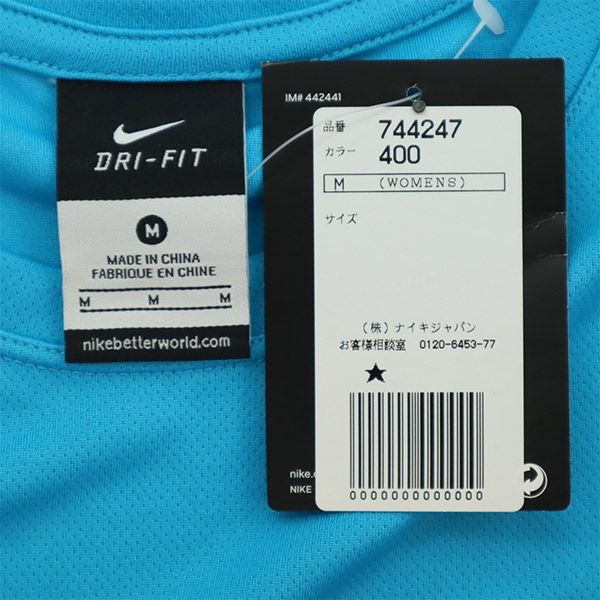 DRI-FIT
M
MADE IN CHINA
FABRIQUE EN CHINE
M M M
nikebetterworld.com
IM# 442441
品番 744247
カラー 400
M (WOMENS)
サイズ
(株)ナイキジャパン
お客様相談室 0120-6453-77
0000000000000
nike.
NIKE